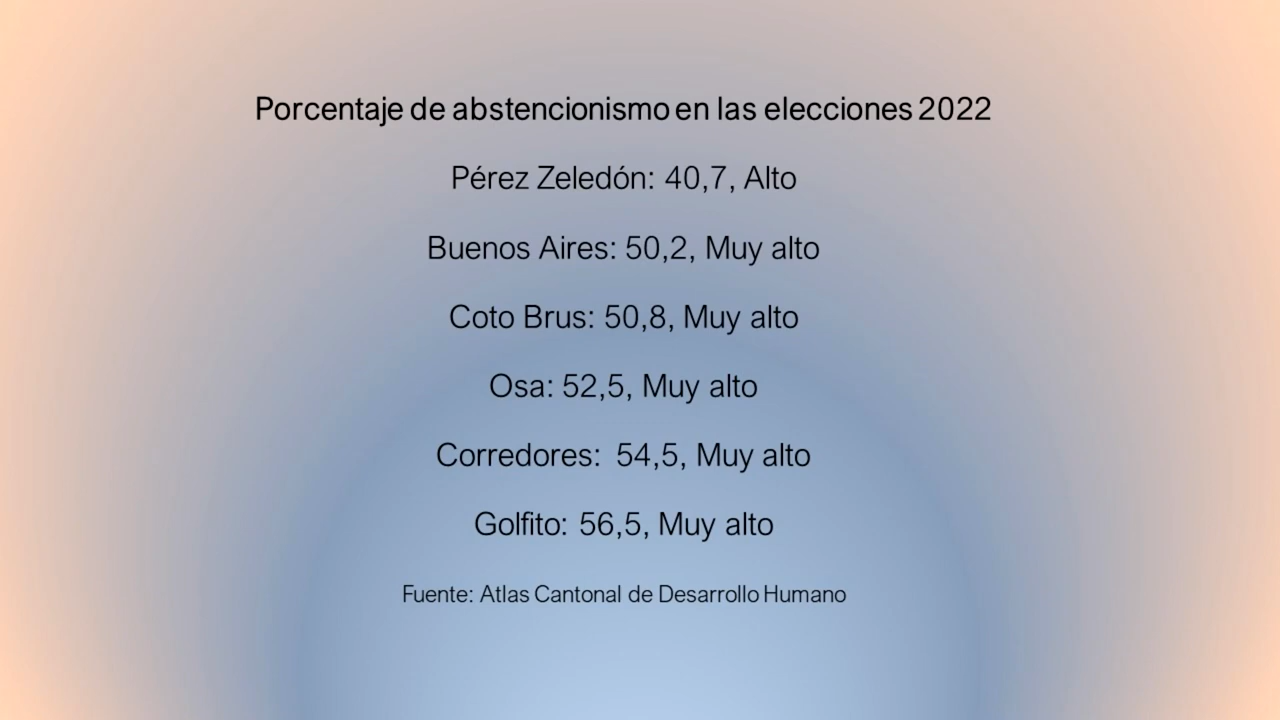 Porcentaje de abstencionismo en las elecciones 2022
Pérez Zeledón: 40,7, Alto
Buenos Aires: 50,2, Muy alto
Coto Brus: 50,8, Muy alto
Osa: 52,5, Muy alto
Corredores: 54,5, Muy alto
Golfito: 56,5, Muy alto
Fuente: Atlas Cantonal de Desarrollo Humano